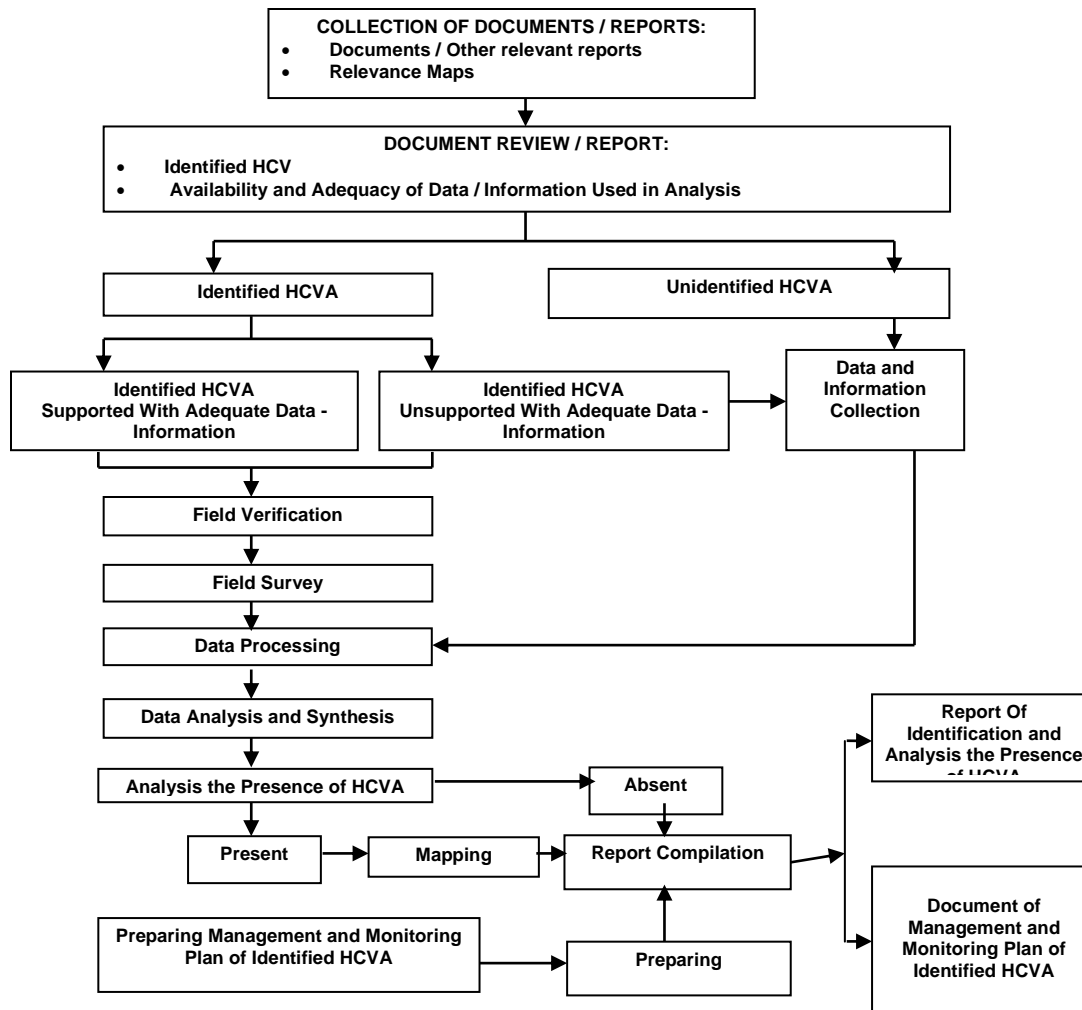 COLLECTION OF DOCUMENTS / REPORTS:
• Documents / Other relevant reports
• Relevance Maps
DOCUMENT REVIEW / REPORT:
• Identified HCV
• Availability and Adequacy of Data / Information Used in Analysis
Identified HCVA
Unidentified HCVA
Identified HCVA
Supported With Adequate Data -
Information
Identified HCVA
Unsupported With Adequate Data -
Information
Data and
Information
Collection
Field Verification
Field Survey
Data Processing
Data Analysis and Synthesis
Analysis the Presence of HCVA
Absent
Present
Mapping
Report Compilation
Report Of
Identification and
Analysis the Presence
of HCVA
Preparing Management and Monitoring
Plan of Identified HCVA
Preparing
Document of
Management and
Monitoring Plan of
Identified HCVA